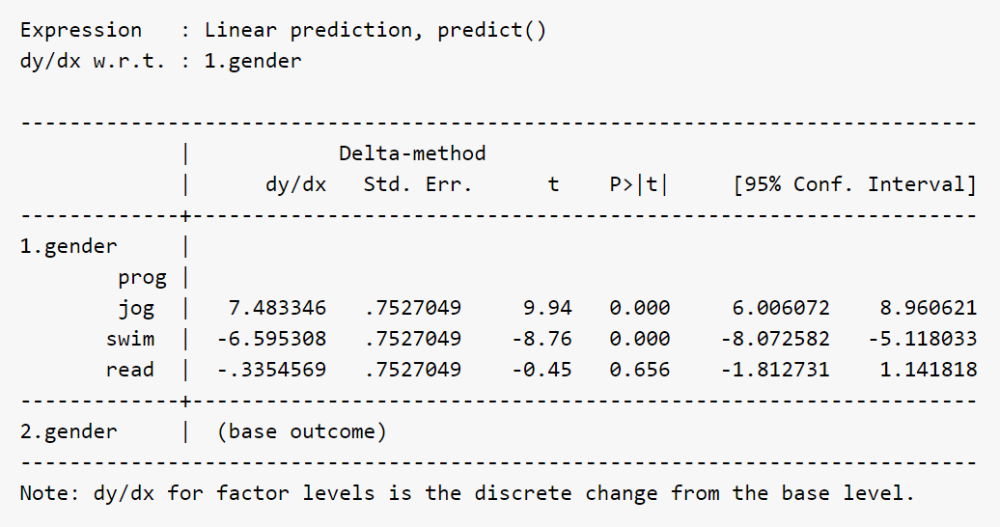 Expression   : Linear prediction, predict()
dy/dx w.r.t. : 1.gender

------------------------------------------------------------------------------
             |            Delta-method
             |      dy/dx   Std. Err.      t    P>|t|     [95% Conf. Interval]
-------------+----------------------------------------------------------------
1.gender     |
        prog |
        jog  |   7.483346   .7527049     9.94   0.000     6.006072    8.960621
       swim  |  -6.595308   .7527049    -8.76   0.000    -8.072582   -5.118033
       read  |  -.3354569   .7527049    -0.45   0.656    -1.812731    1.141818
-------------+----------------------------------------------------------------
2.gender     |  (base outcome)
------------------------------------------------------------------------------
Note: dy/dx for factor levels is the discrete change from the base level.